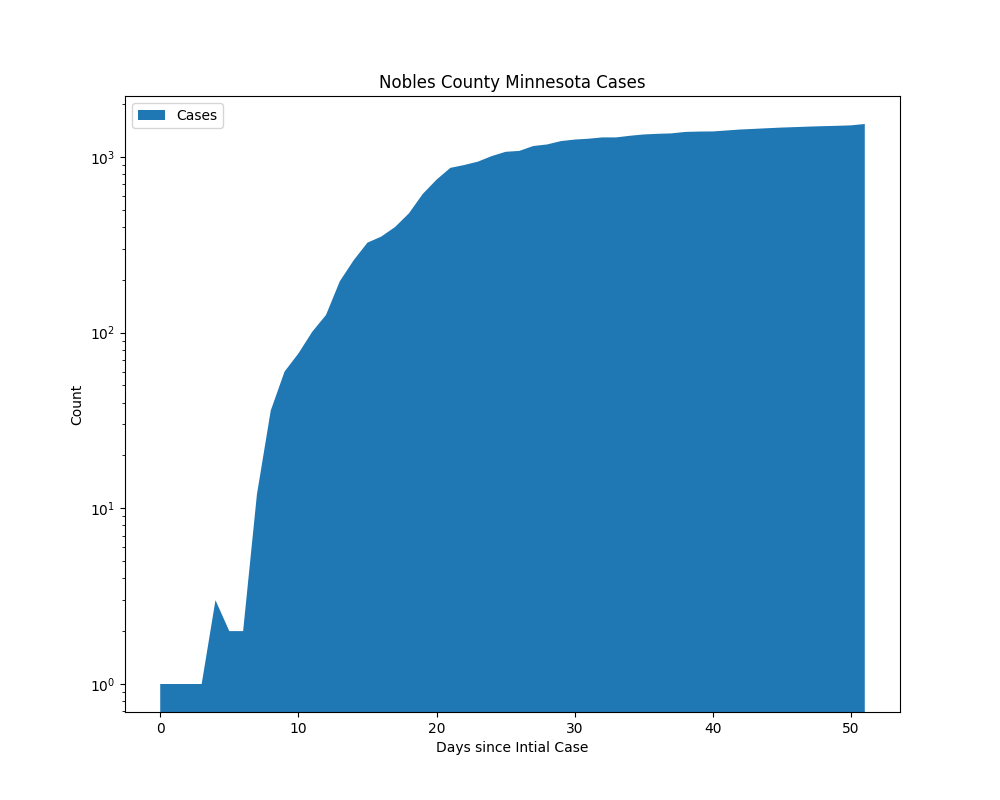 Nobles County Minnesota Cases
Cases
10³
10²
10¹
10⁰
Count
0 10 20 30 40 50
Days since Intial Case